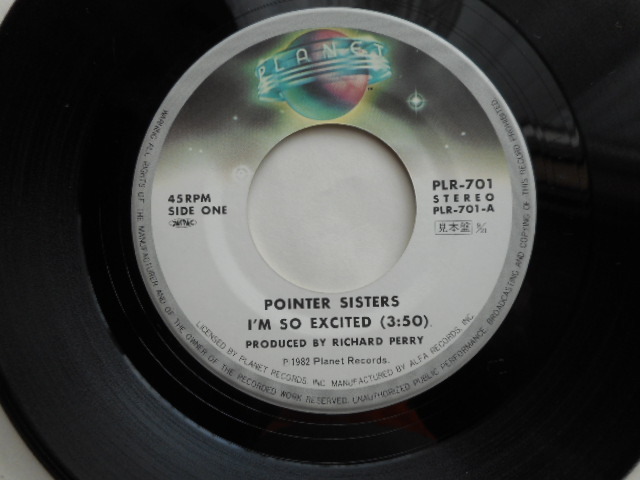 PLANET
45RPM
SIDE ONE
PLR-701
STEREO
PLR-701-A
見本盤
POINTER SISTERS
I'M SO EXCITED (3:50)
PRODUCED BY RICHARD PERRY
℗1982 Planet Records.
LICENSED BY PLANET RECORDS, INC. MANUFACTURED BY ALFA RECORDS, INC.
WARNING: ALL RIGHTS OF THE MANUFACTURER AND OF THE OWNER OF THE RECORDED WORK RESERVED. UNAUTHORIZED PUBLIC PERFORMANCE, BROADCASTING AND COPYING OF THIS RECORD PROHIBITED.